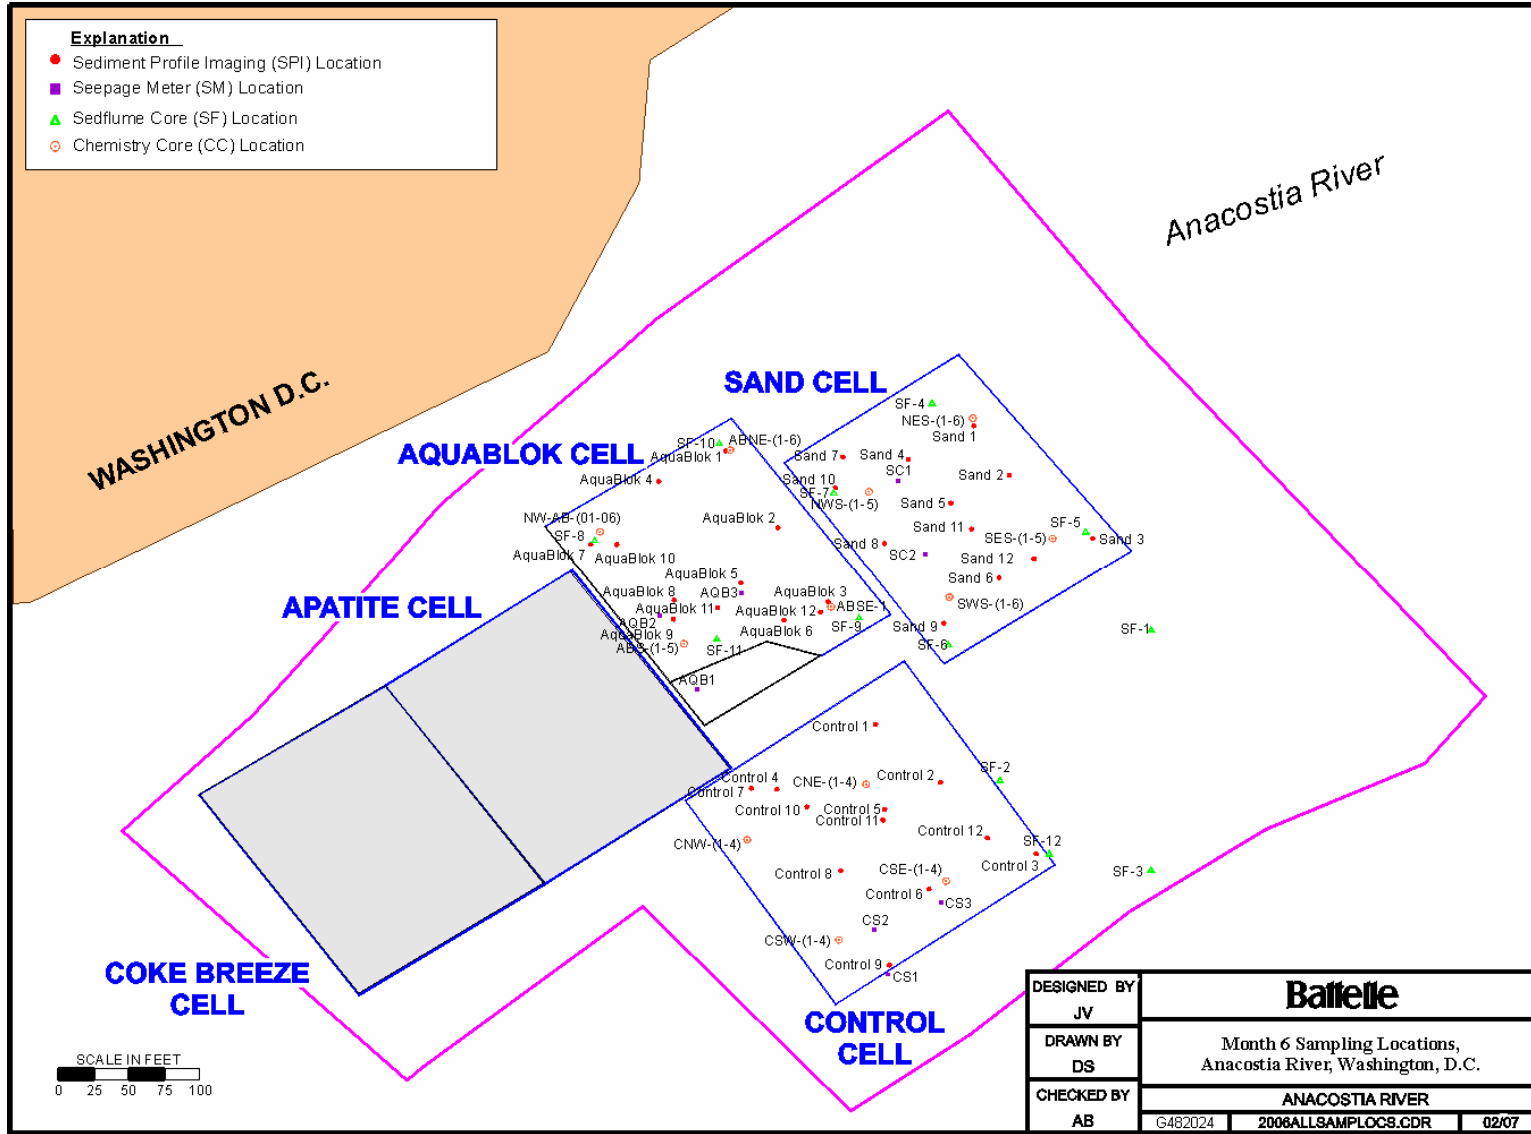 Explanation
Sediment Profile Imaging (SPI) Location
Seepage Meter (SM) Location
Sedflume Core (SF) Location
Chemistry Core (CC) Location
Anacostia River
WASHINGTON D.C.
SAND CELL
SF-4
NES-(1-6)
Sand 1
Sand 7
Sand 4
SC1
Sand 2
Sand 10
SF-7
NWS-(1-5)
Sand 5
Sand 11
SF-5
SES-(1-5)
Sand 3
Sand 8
SC2
Sand 12
Sand 6
SWS-(1-6)
Sand 9
SF-6
SF-1
AQUABLOK CELL
SF-10
ABNE-(1-6)
AquaBlok 1
AquaBlok 4
NW-AB-(01-06)
SF-8
AquaBlok 2
AquaBlok 7
AquaBlok 10
AquaBlok 5
AquaBlok 8
AQB3
AquaBlok 3
AquaBlok 11
AquaBlok 12
ABSE-1
AQB2
AquaBlok 6
SF-9
AquaBlok 9
ABS-(1-5)
SF-11
AQB1
APATITE CELL
Control 1
SF-2
Control 4
CNE-(1-4)
Control 2
Control 7
Control 10
Control 5
Control 11
Control 12
CNW-(1-4)
SF-12
Control 3
Control 8
CSE-(1-4)
SF-3
Control 6
CS3
CS2
CSW-(1-4)
Control 9
CS1
COKE BREEZE
CELL
CONTROL
CELL
SCALE IN FEET
0 25 50 75 100
DESIGNED BY
JV
DRAWN BY
DS
CHECKED BY
AB
Battelle
Month 6 Sampling Locations,
Anacostia River, Washington, D.C.
ANACOSTIA RIVER
G482024 2006ALLSAMPLOCS.CDR 02/07